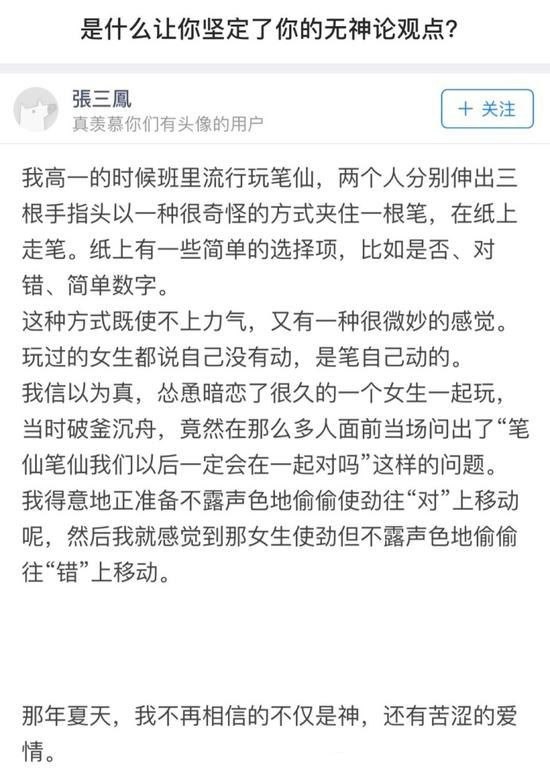 是什么让你坚定了你的无神论观点？
張三鳳
真羡慕你们有头像的用户
＋ 关注
我高一的时候班里流行玩笔仙，两个人分别伸出三
根手指头以一种很奇怪的方式夹住一根笔，在纸上
走笔。纸上有一些简单的选择项，比如是否、对
错、简单数字。
这种方式既使不上力气，又有一种很微妙的感觉。
玩过的女生都说自己没有动，是笔自己动的。
我信以为真，怂恿暗恋了很久的一个女生一起玩，
当时破釜沉舟，竟然在那么多人面前当场问出了“笔
仙笔仙我们以后一定会在一起对吗”这样的问题。
我得意地正准备不露声色地偷偷使劲往“对”上移动
呢，然后我就感觉到那女生使劲但不露声色地偷偷
往“错”上移动。
那年夏天，我不再相信的不仅是神，还有苦涩的爱
情。